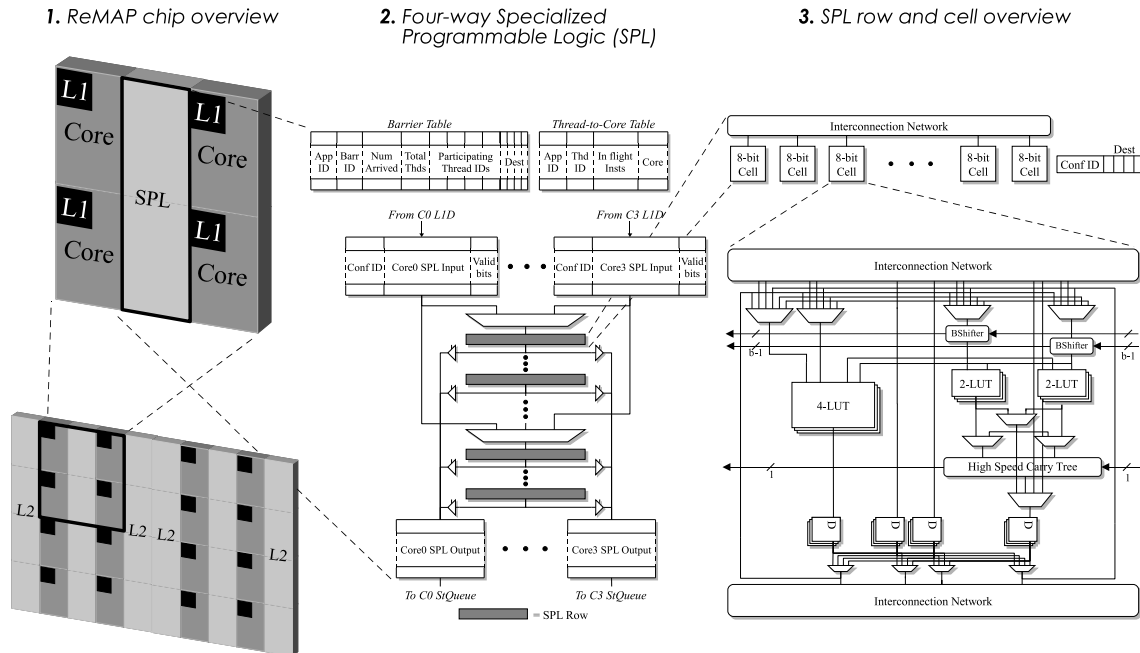 1. ReMAP chip overview
L1
Core
L1
Core
SPL
L1
Core
L1
Core
L2
L2
L2
L2
2. Four-way Specialized
Programmable Logic (SPL)
Barrier Table
App
ID
Barr
ID
Num
Arrived
Total
Thds
Participating
Thread IDs
Dest
Thread-to-Core Table
App
ID
Thd
ID
In flight
Insts
Core
From C0 L1D
From C3 L1D
Conf ID
Core0 SPL Input
Valid
bits
Conf ID
Core3 SPL Input
Valid
bits
Core0 SPL Output
Core3 SPL Output
To C0 StQueue
To C3 StQueue
= SPL Row
3. SPL row and cell overview
Interconnection Network
8-bit
Cell
8-bit
Cell
8-bit
Cell
8-bit
Cell
8-bit
Cell
Dest
Conf ID
Interconnection Network
BShifter
BShifter
b-1
b-1
4-LUT
2-LUT
2-LUT
High Speed Carry Tree
1
1
D
D
D
D
Interconnection Network